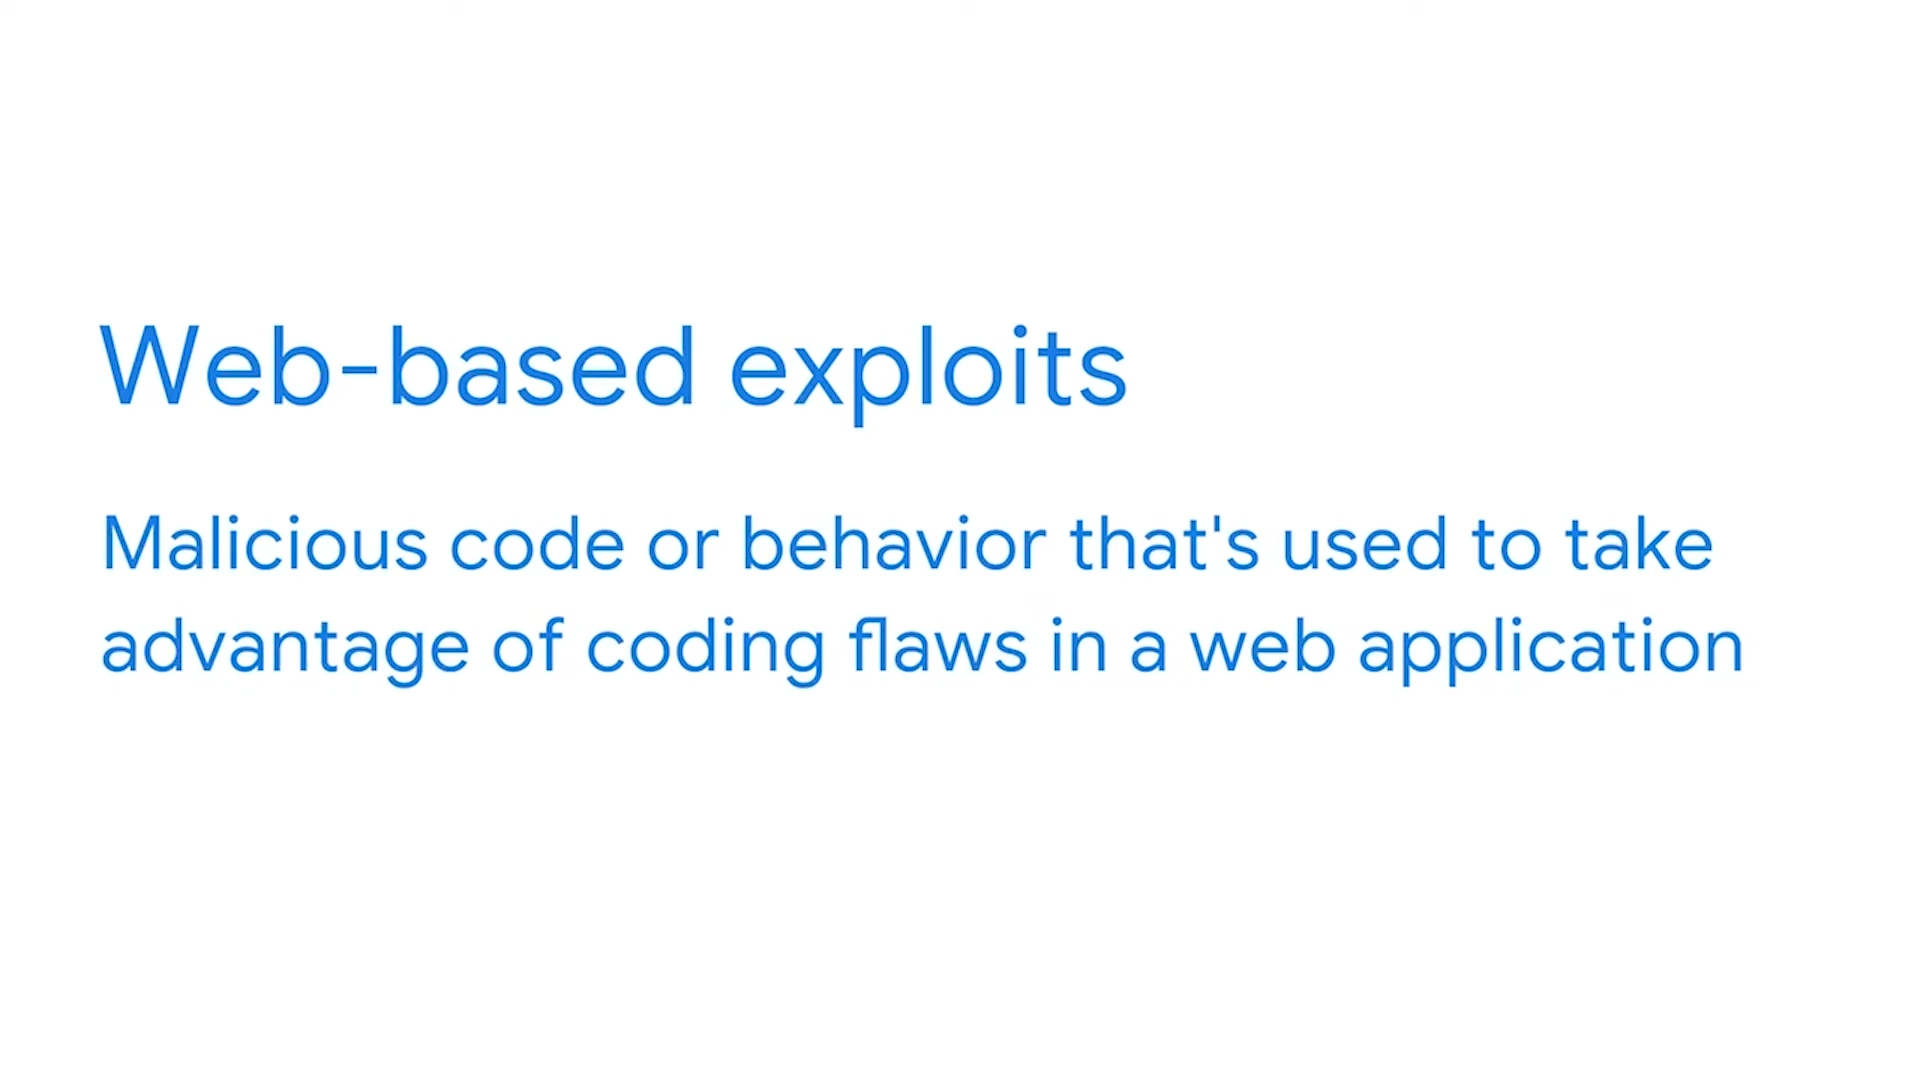 Web-based exploits
Malicious code or behavior that's used to take
advantage of coding flaws in a web application